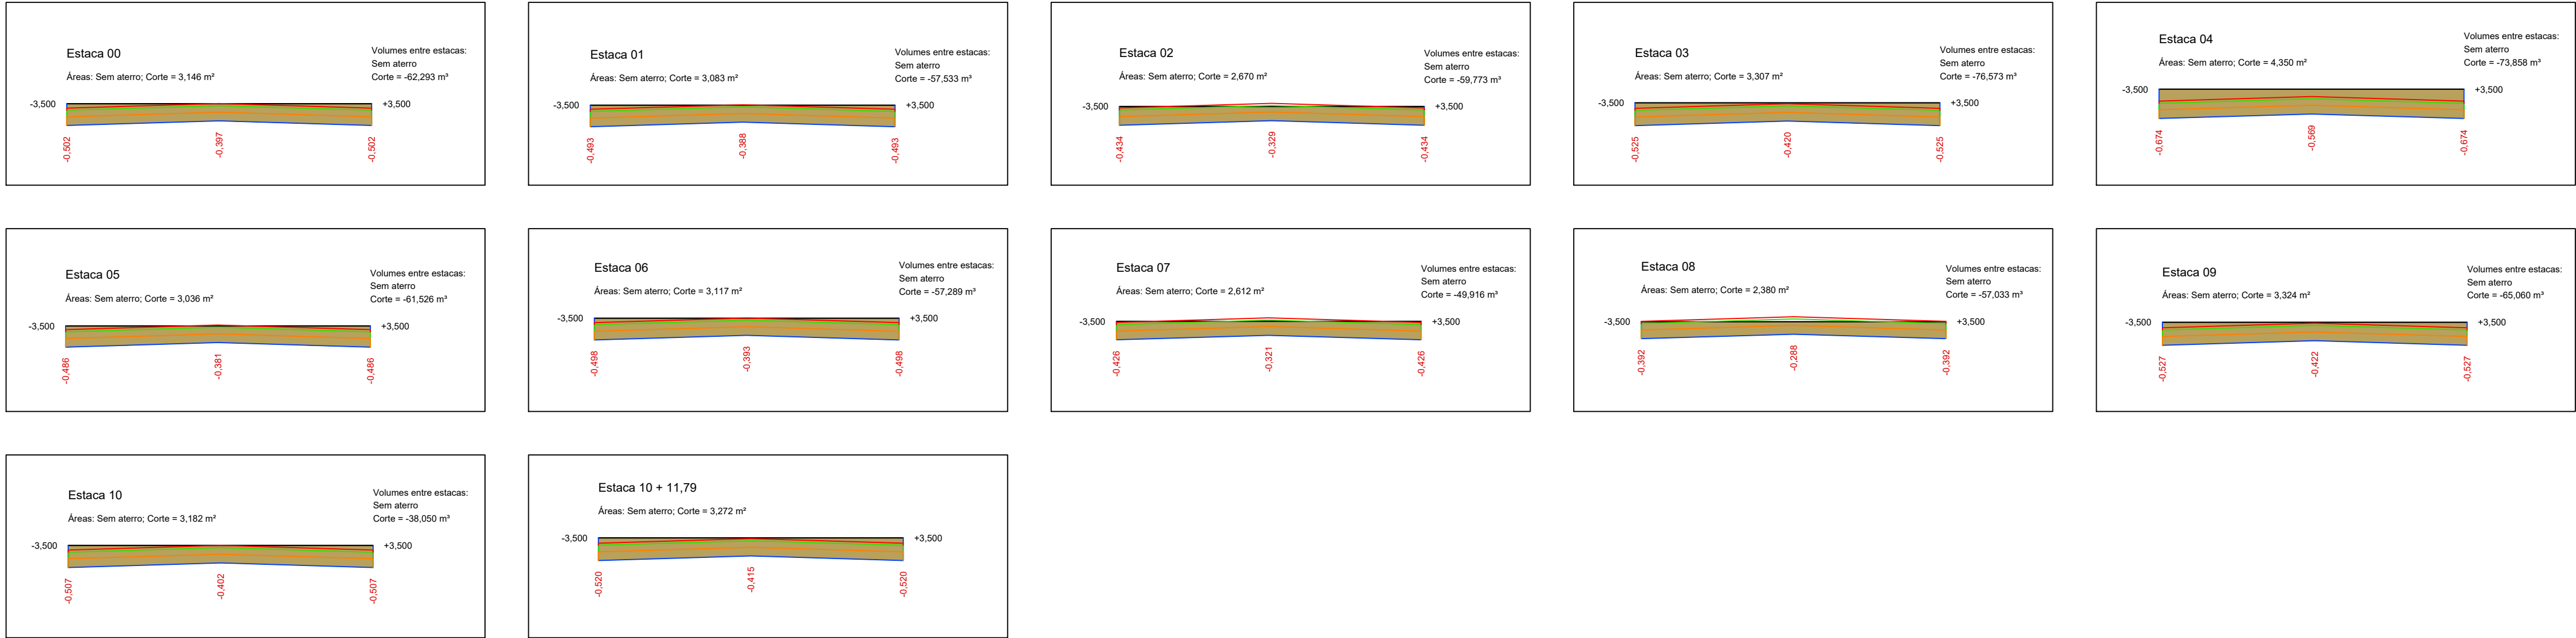 Estaca 00
Volumes entre estacas:
Sem aterro
Corte = -62,293 m³
Áreas: Sem aterro; Corte = 3,146 m²
-3,500
+3,500
-0,502
-0,397
-0,502
Estaca 01
Volumes entre estacas:
Sem aterro
Corte = -57,533 m³
Áreas: Sem aterro; Corte = 3,083 m²
-3,500
+3,500
-0,493
-0,388
-0,493
Estaca 02
Volumes entre estacas:
Sem aterro
Corte = -59,773 m³
Áreas: Sem aterro; Corte = 2,670 m²
-3,500
+3,500
-0,434
-0,329
-0,434
Estaca 03
Volumes entre estacas:
Sem aterro
Corte = -76,573 m³
Áreas: Sem aterro; Corte = 3,307 m²
-3,500
+3,500
-0,525
-0,420
-0,525
Estaca 04
Volumes entre estacas:
Sem aterro
Corte = -73,858 m³
Áreas: Sem aterro; Corte = 4,350 m²
-3,500
+3,500
-0,674
-0,569
-0,674
Estaca 05
Volumes entre estacas:
Sem aterro
Corte = -61,526 m³
Áreas: Sem aterro; Corte = 3,036 m²
-3,500
+3,500
-0,486
-0,381
-0,486
Estaca 06
Volumes entre estacas:
Sem aterro
Corte = -57,289 m³
Áreas: Sem aterro; Corte = 3,117 m²
-3,500
+3,500
-0,498
-0,393
-0,498
Estaca 07
Volumes entre estacas:
Sem aterro
Corte = -49,916 m³
Áreas: Sem aterro; Corte = 2,612 m²
-3,500
+3,500
-0,426
-0,321
-0,426
Estaca 08
Volumes entre estacas:
Sem aterro
Corte = -57,033 m³
Áreas: Sem aterro; Corte = 2,380 m²
-3,500
+3,500
-0,392
-0,288
-0,392
Estaca 09
Volumes entre estacas:
Sem aterro
Corte = -65,060 m³
Áreas: Sem aterro; Corte = 3,324 m²
-3,500
+3,500
-0,527
-0,422
-0,527
Estaca 10
Volumes entre estacas:
Sem aterro
Corte = -38,050 m³
Áreas: Sem aterro; Corte = 3,182 m²
-3,500
+3,500
-0,507
-0,402
-0,507
Estaca 10 + 11,79
Áreas: Sem aterro; Corte = 3,272 m²
-3,500
+3,500
-0,520
-0,415
-0,520